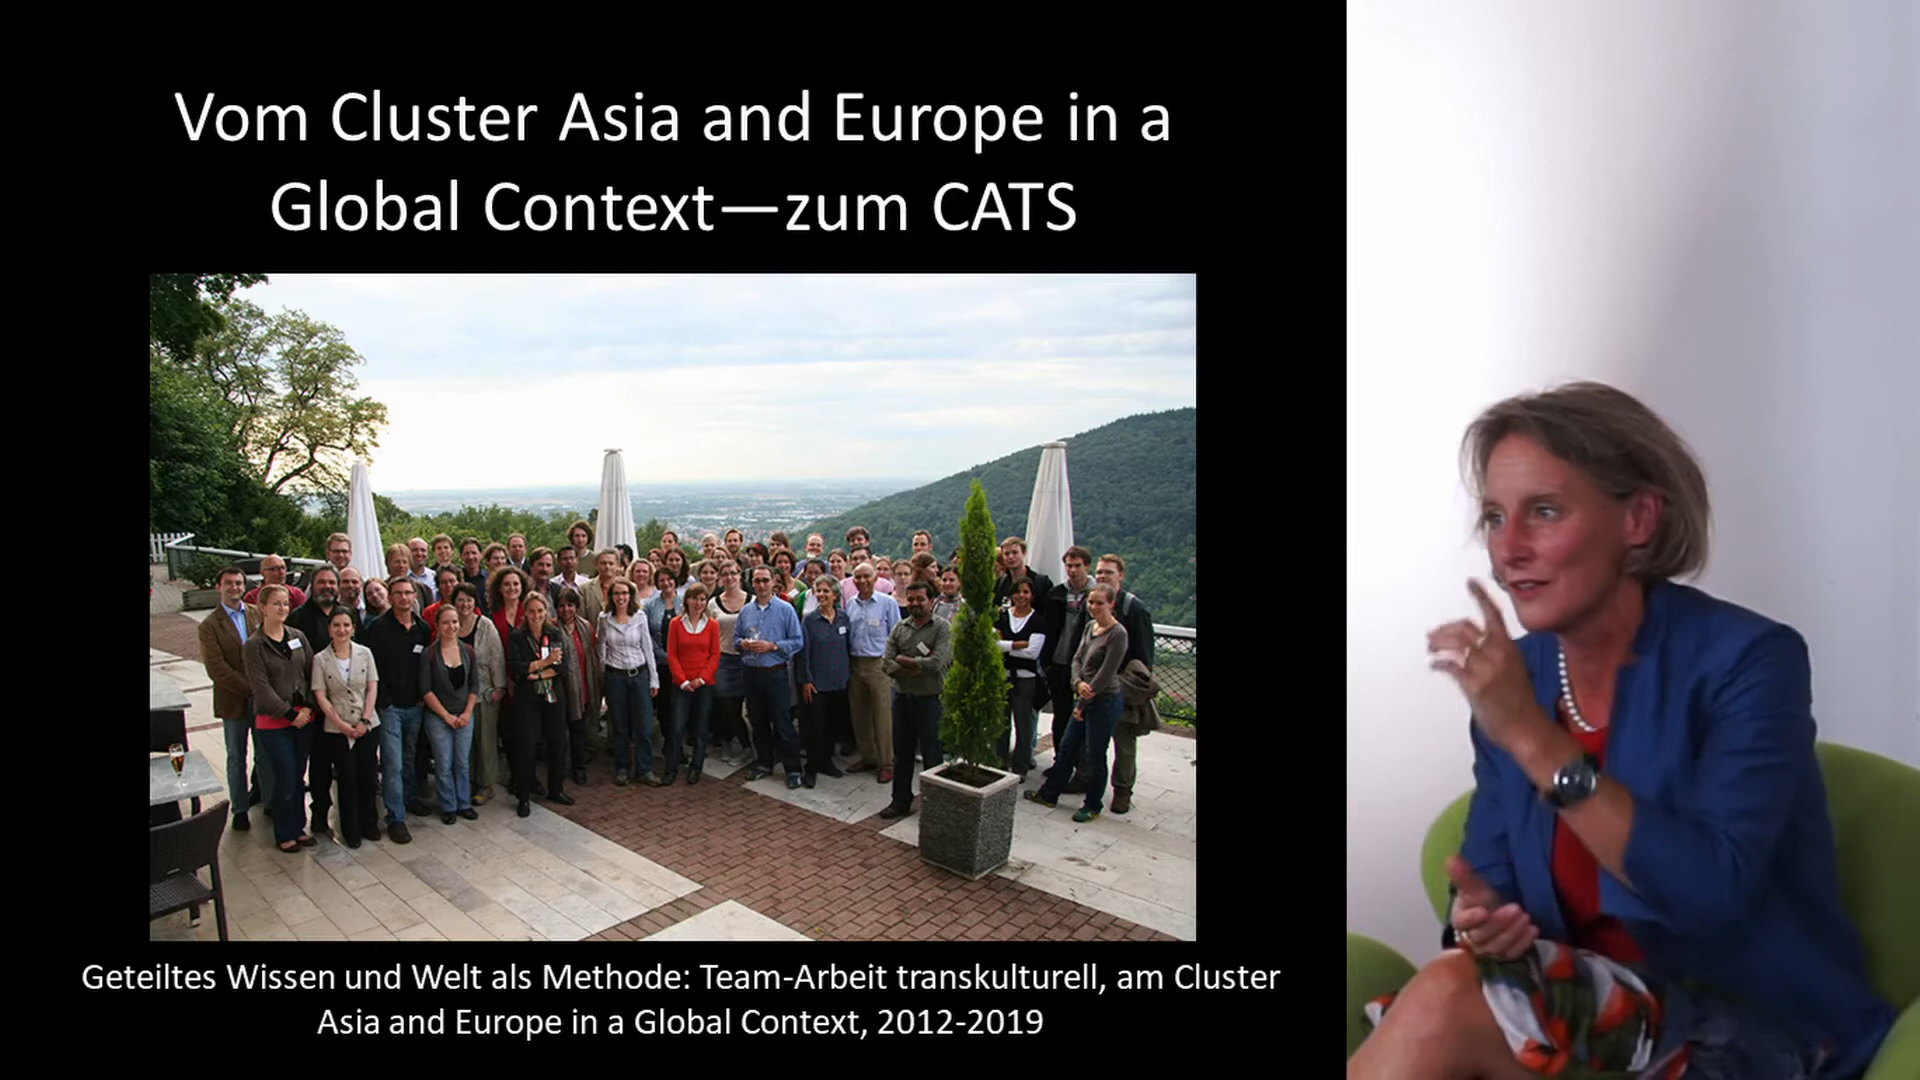 Vom Cluster Asia and Europe in a
Global Context—zum CATS
Geteiltes Wissen und Welt als Methode: Team-Arbeit transkulturell, am Cluster
Asia and Europe in a Global Context, 2012-2019